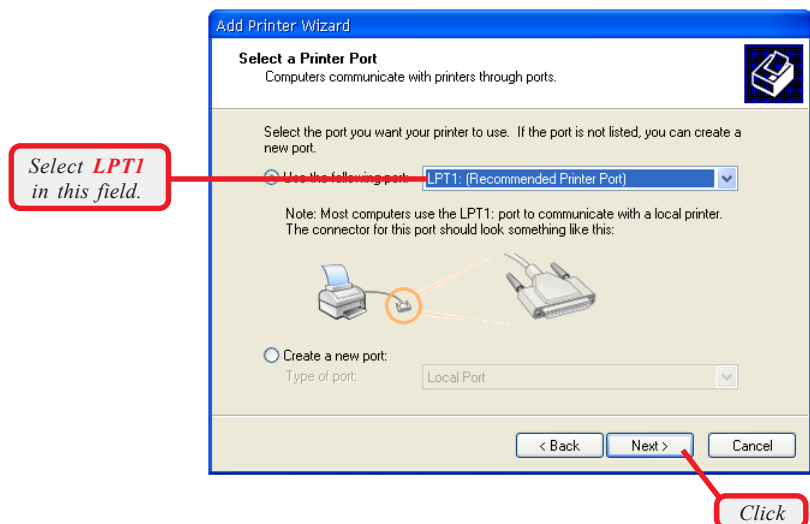 Add Printer Wizard
Select a Printer Port
Computers communicate with printers through ports.
Select the port you want your printer to use. If the port is not listed, you can create a
new port.
Select LPT1
in this field.
Use the following port: LPT1: (Recommended Printer Port)
Note: Most computers use the LPT1: port to communicate with a local printer.
The connector for this port should look something like this:
Create a new port:
Type of port: Local Port
< Back Next > Cancel
Click